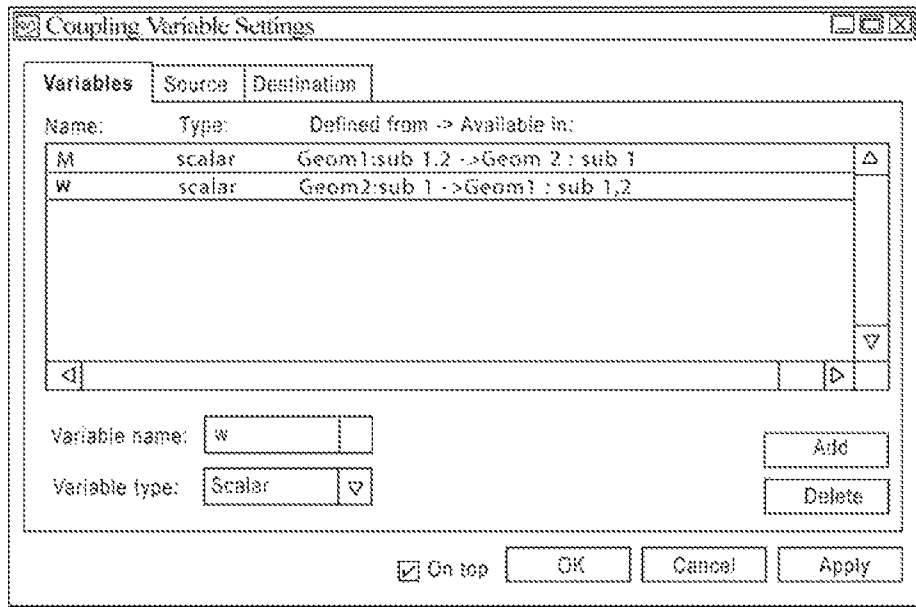 Coupling Variable Settings
Variables Source Destination
Name: Type: Defined from -> Available in:
M scalar Geom1:sub 1.2 ->Geom 2 : sub 1
w scalar Geom2:sub 1 ->Geom1 : sub 1,2
Variable name: w
Add
Variable type: Scalar
Delete
On top OK Cancel Apply